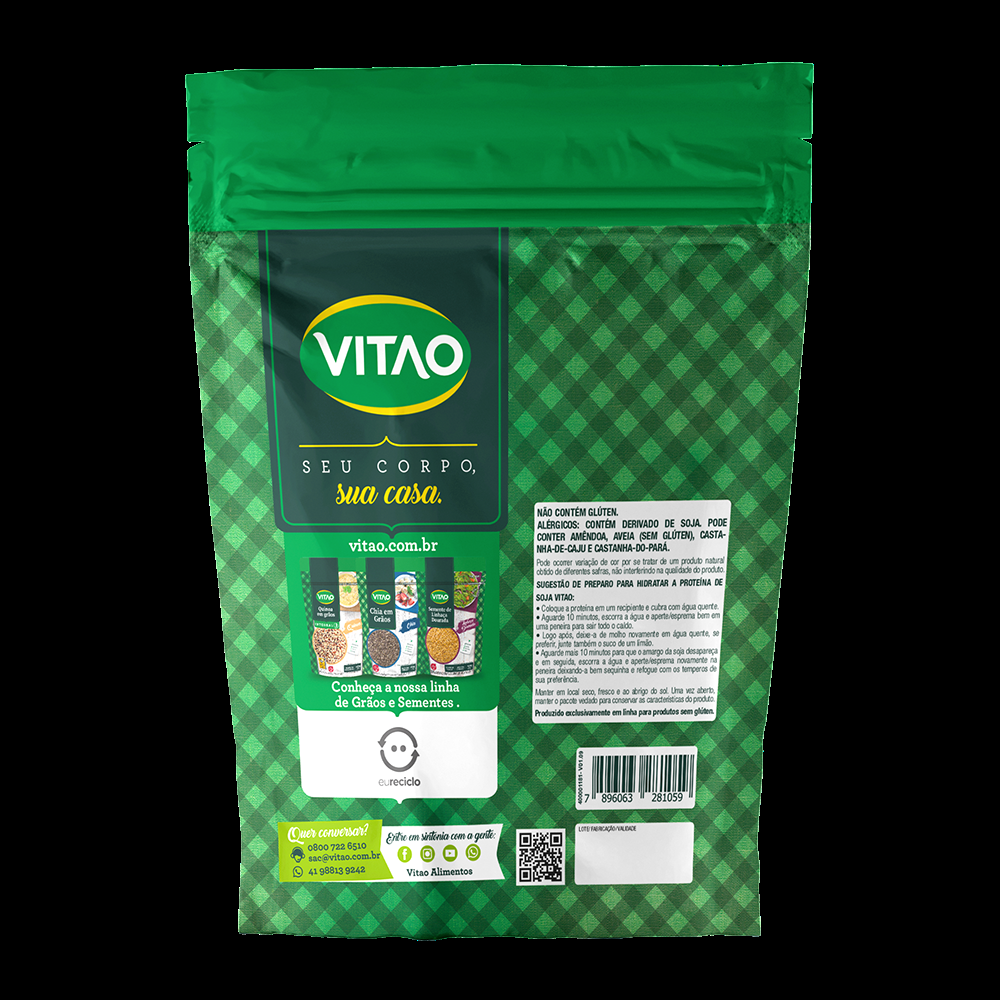 VITAO
SEU CORPO,
sua casa.
vitao.com.br
VITAO
Quinoa
em grãos
VITAO
Chia em
Grãos
VITAO
Semente de
Linhaça
Dourada
Conheça a nossa linha
de Grãos e Sementes .
eureciclo
Quer conversar?
0800 722 6510
sac@vitao.com.br
41 98813 9242
Entre em sintonia com a gente:
Vitao Alimentos
NÃO CONTÉM GLÚTEN.
ALÉRGICOS: CONTÉM DERIVADO DE SOJA. PODE
CONTER AMÊNDOA, AVEIA (SEM GLÚTEN), CASTA-
NHA-DE-CAJU E CASTANHA-DO-PARÁ.
Pode ocorrer variação de cor por se tratar de um produto natural
obtido de diferentes safras, não interferindo na qualidade do produto.
SUGESTÃO DE PREPARO PARA HIDRATAR A PROTEÍNA DE
SOJA VITAO:
• Coloque a proteína em um recipiente e cubra com água quente.
• Aguarde 10 minutos, escorra a água e aperte/esprema bem em
uma peneira para sair todo o caldo.
• Logo após, deixe-a de molho novamente em água quente, se
preferir, junte também o suco de um limão.
• Aguarde mais 10 minutos para que o amargo da soja desapareça
e em seguida, escorra a água e aperte/esprema novamente na
peneira deixando-a bem sequinha e refogue com os temperos de
sua preferência.
Manter em local seco, fresco e ao abrigo do sol. Uma vez aberto,
manter o pacote vedado para conservar as características do produto.
Produzido exclusivamente em linha para produtos sem glúten.
400001181- V01.09
7 896063 281059
LOTE/ FABRICAÇÃO/VALIDADE